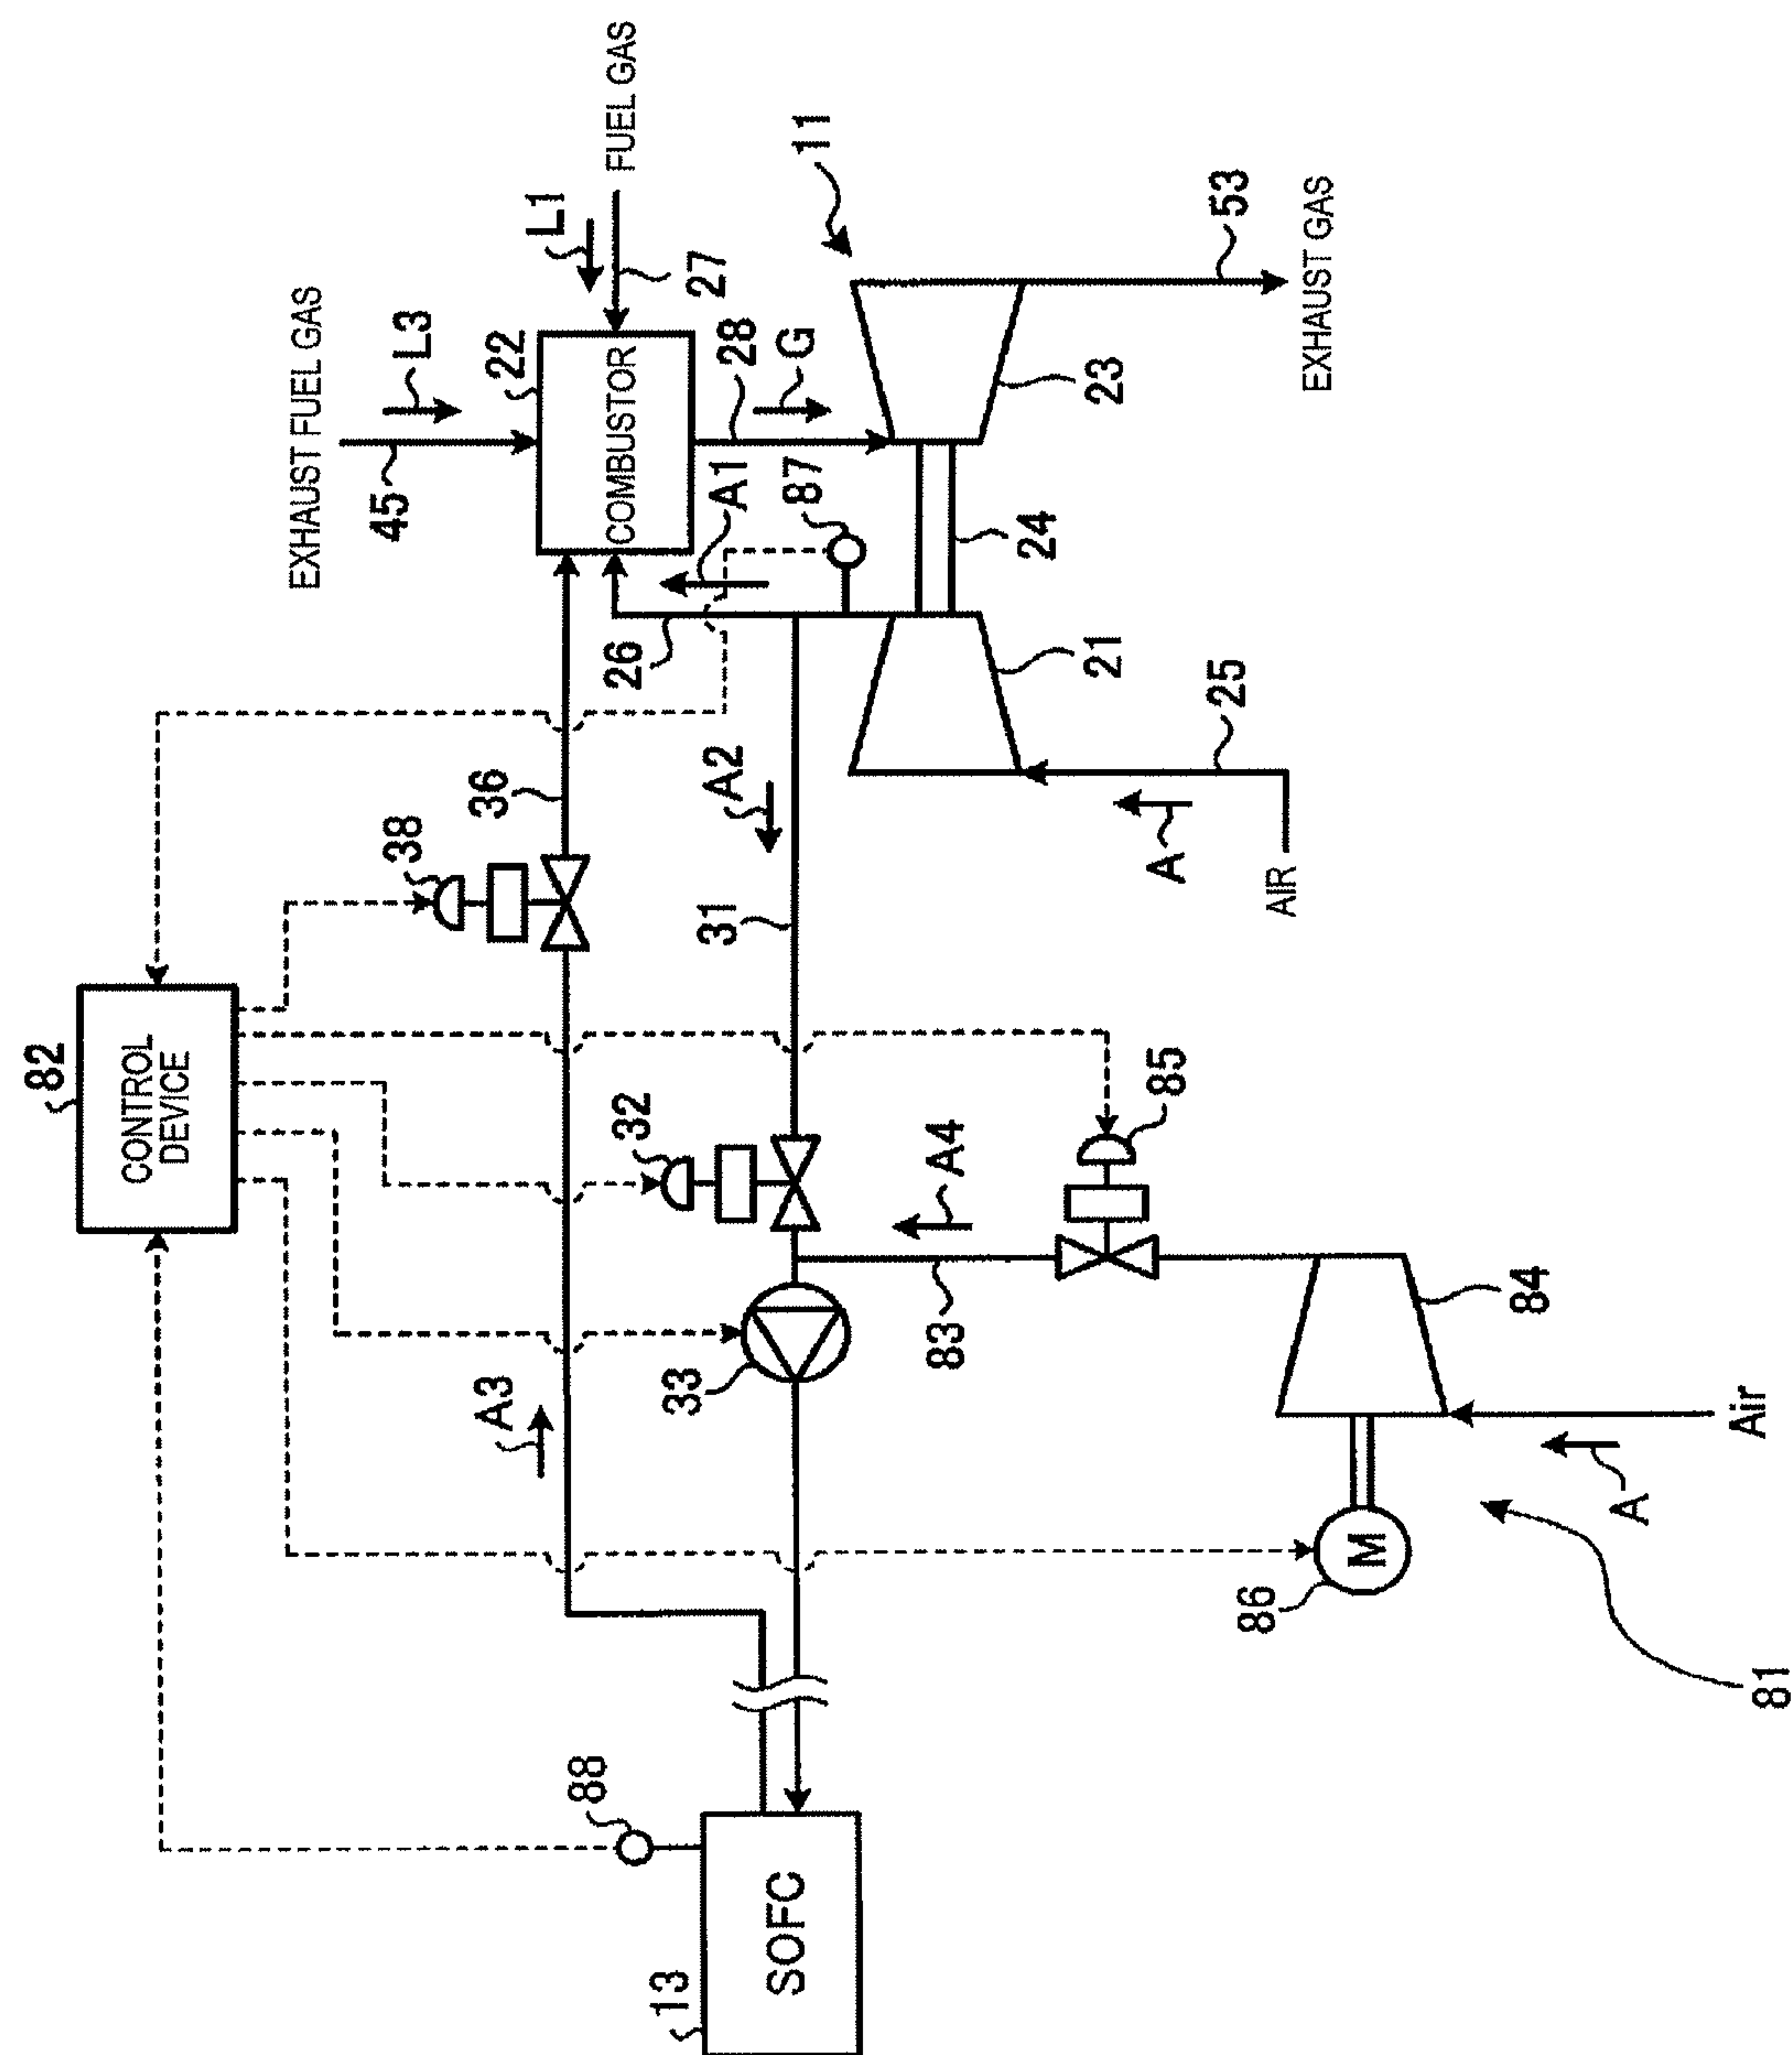 EXHAUST FUEL GAS
45
L3
22
COMBUSTOR
L1
FUEL GAS
27
28
G
A1
87
11
53
EXHAUST GAS
23
24
26
21
25
A
AIR
36
38
A2
31
82
CONTROL
DEVICE
32
85
A4
83
33
84
A3
Air
A
M
86
81
88
13
SOFC